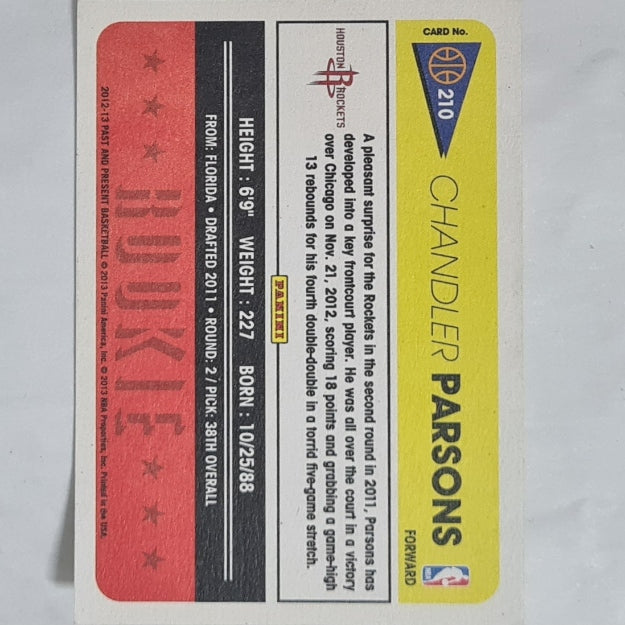 CARD No.
210
CHANDLER PARSONS
FORWARD
HOUSTON ROCKETS
A pleasant surprise for the Rockets in the second round in 2011, Parsons has
developed into a key frontcourt player. He was all over the court in a victory
over Chicago on Nov. 21, 2012, scoring 18 points and grabbing a game-high
13 rebounds for his fourth double-double in a torrid five-game stretch.
PANINI
HEIGHT : 6'9" WEIGHT : 227 BORN : 10/25/88
FROM: FLORIDA • DRAFTED 2011 • ROUND: 2 / PICK: 38TH OVERALL
ROOKIE
2012-13 PAST AND PRESENT BASKETBALL © 2013 Panini America, Inc. © 2013 NBA Properties, Inc. Printed in the USA.